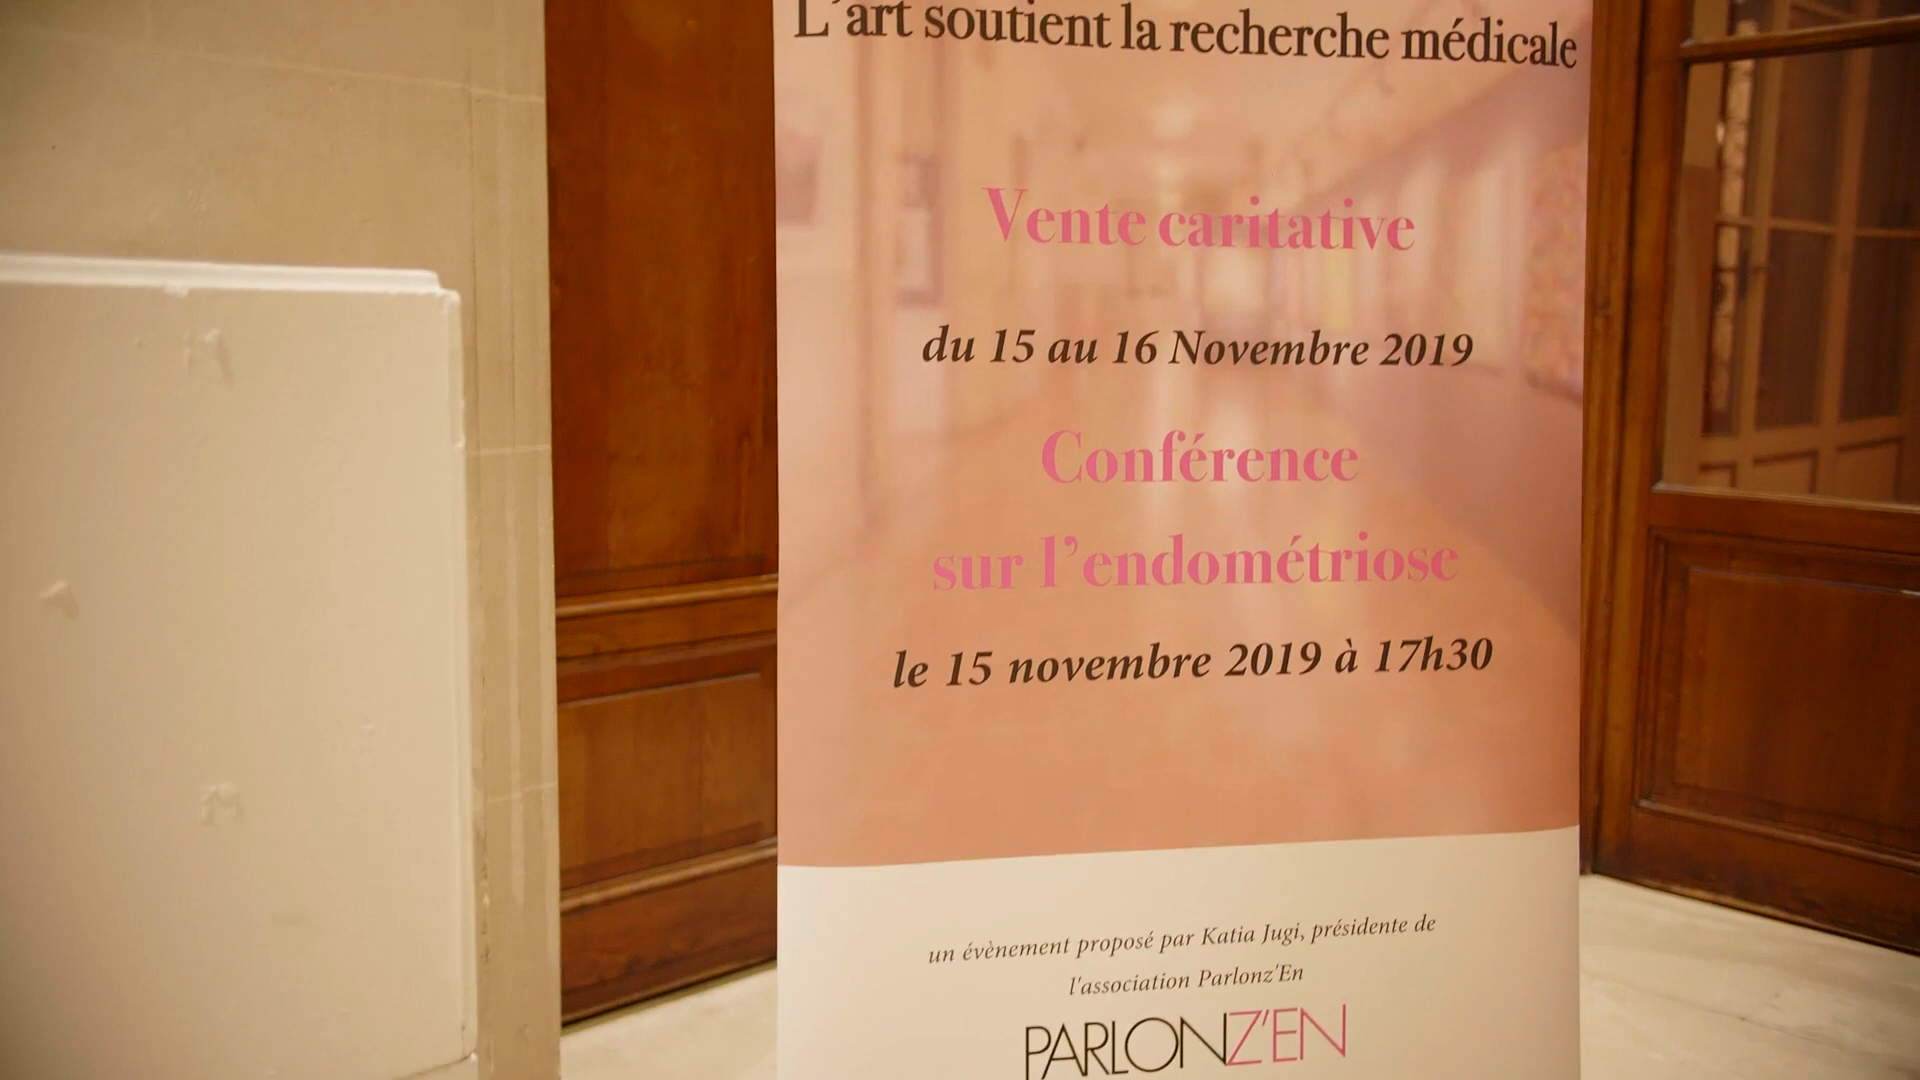 L'art soutient la recherche médicale
Vente caritative
du 15 au 16 Novembre 2019
Conférence
sur l'endométriose
le 15 novembre 2019 à 17h30
un évènement proposé par Katia Jugi, présidente de
l'association Parlonz'En
PARLONZ'EN